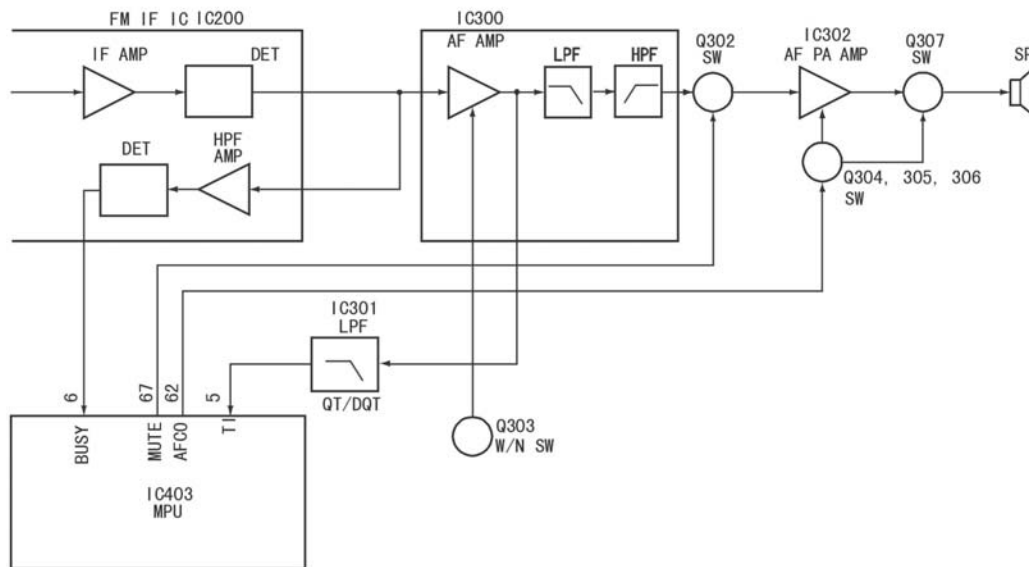 FM IF IC IC200
IF AMP
DET
DET
HPF
AMP
IC300
AF AMP
LPF
HPF
Q302
SW
IC302
AF PA AMP
Q307
SW
SP
Q304, 305, 306
SW
IC301
LPF
QT/DQT
Q303
W/N SW
6
67
62
5
BUSY
MUTE
AFCO
TI
IC403
MPU